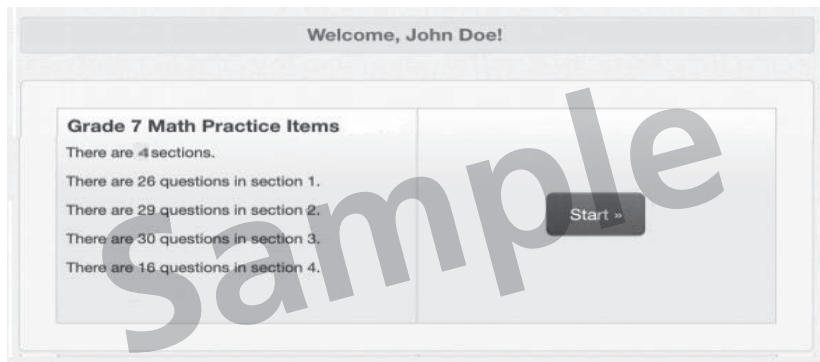 Welcome, John Doe!
Grade 7 Math Practice Items
There are 4 sections.
There are 26 questions in section 1.
There are 29 questions in section 2.
There are 30 questions in section 3.
There are 16 questions in section 4.
Start »
Sample